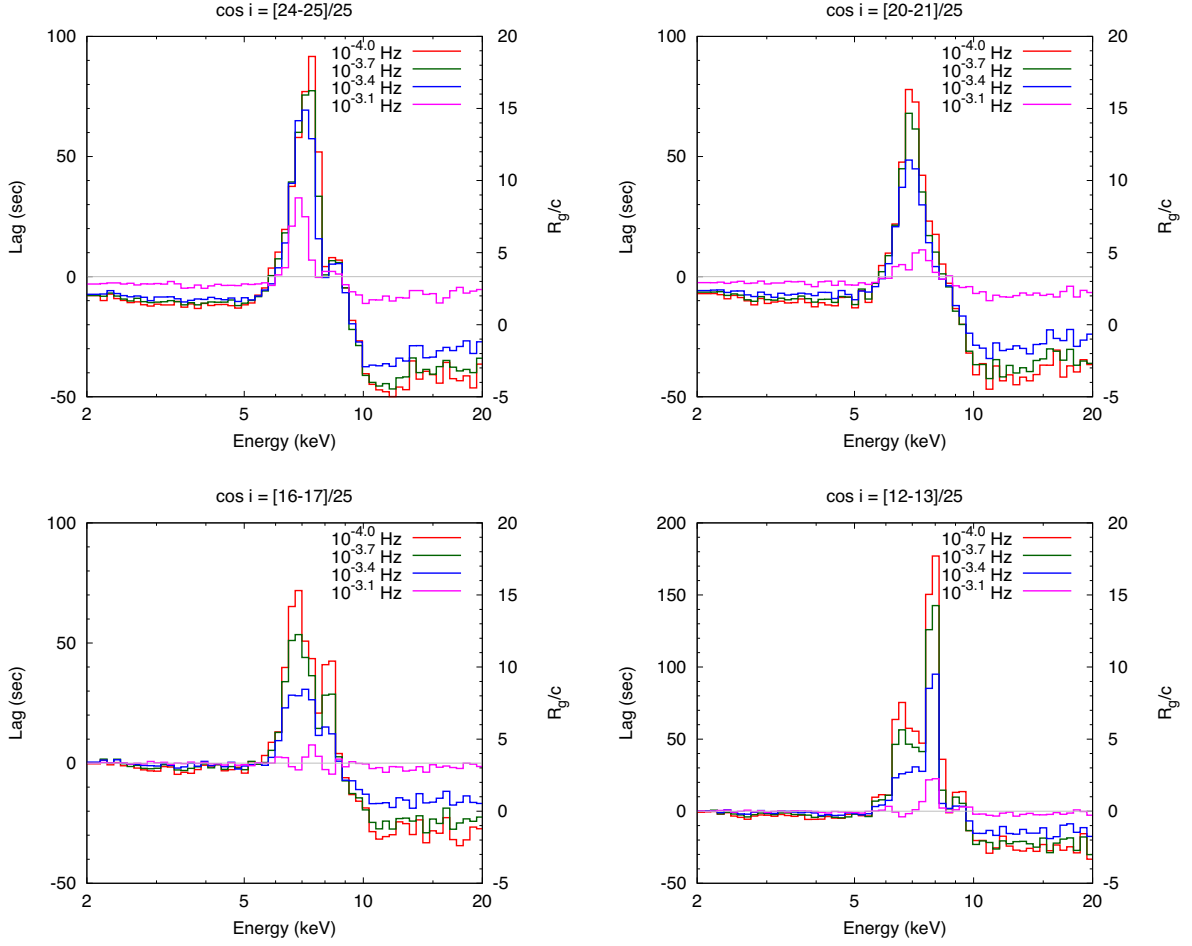 cos i = [24-25]/25
100
50
0
-50
20
15
10
5
0
-5
10^-4.0 Hz
10^-3.7 Hz
10^-3.4 Hz
10^-3.1 Hz
Lag (sec)
R_g/c
2
5
10
20
Energy (keV)
cos i = [20-21]/25
100
50
0
-50
20
15
10
5
0
-5
10^-4.0 Hz
10^-3.7 Hz
10^-3.4 Hz
10^-3.1 Hz
Lag (sec)
R_g/c
2
5
10
20
Energy (keV)
cos i = [16-17]/25
100
50
0
-50
20
15
10
5
0
-5
10^-4.0 Hz
10^-3.7 Hz
10^-3.4 Hz
10^-3.1 Hz
Lag (sec)
R_g/c
2
5
10
20
Energy (keV)
cos i = [12-13]/25
200
150
100
50
0
-50
20
15
10
5
0
-5
10^-4.0 Hz
10^-3.7 Hz
10^-3.4 Hz
10^-3.1 Hz
Lag (sec)
R_g/c
2
5
10
20
Energy (keV)